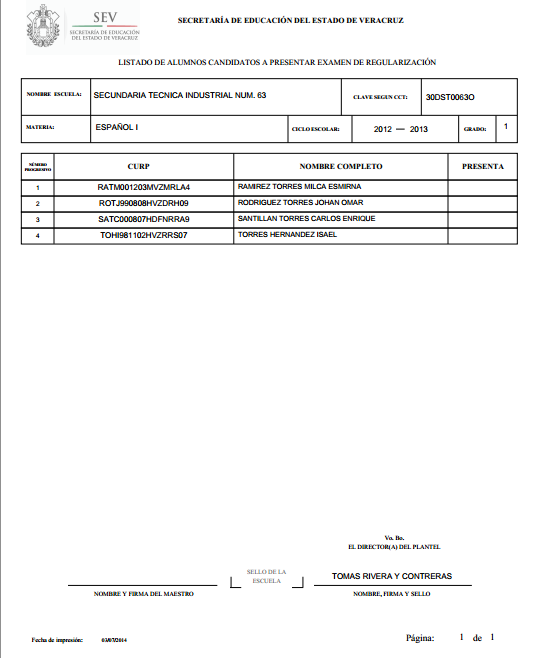 SEV
SECRETARÍA DE EDUCACIÓN
DEL ESTADO DE VERACRUZ
SECRETARÍA DE EDUCACIÓN DEL ESTADO DE VERACRUZ
LISTADO DE ALUMNOS CANDIDATOS A PRESENTAR EXAMEN DE REGULARIZACIÓN
NOMBRE ESCUELA: SECUNDARIA TECNICA INDUSTRIAL NUM. 63 CLAVE SEGUN CCT: 30DST0063O
MATERIA: ESPAÑOL I CICLO ESCOLAR: 2012 — 2013 GRADO: 1
NÚMERO PROGRESIVO CURP NOMBRE COMPLETO PRESENTA
1 RATM001203MVZMRLA4 RAMIREZ TORRES MILCA ESMIRNA
2 ROTJ990808HVZDRH09 RODRIGUEZ TORRES JOHAN OMAR
3 SATC000807HDFNRRA9 SANTILLAN TORRES CARLOS ENRIQUE
4 TOHI981102HVZRRS07 TORRES HERNANDEZ ISAEL
Vo. Bo.
EL DIRECTOR(A) DEL PLANTEL
SELLO DE LA
ESCUELA
TOMAS RIVERA Y CONTRERAS
NOMBRE Y FIRMA DEL MAESTRO NOMBRE, FIRMA Y SELLO
Fecha de impresión: 03/07/2014 Página: 1 de 1